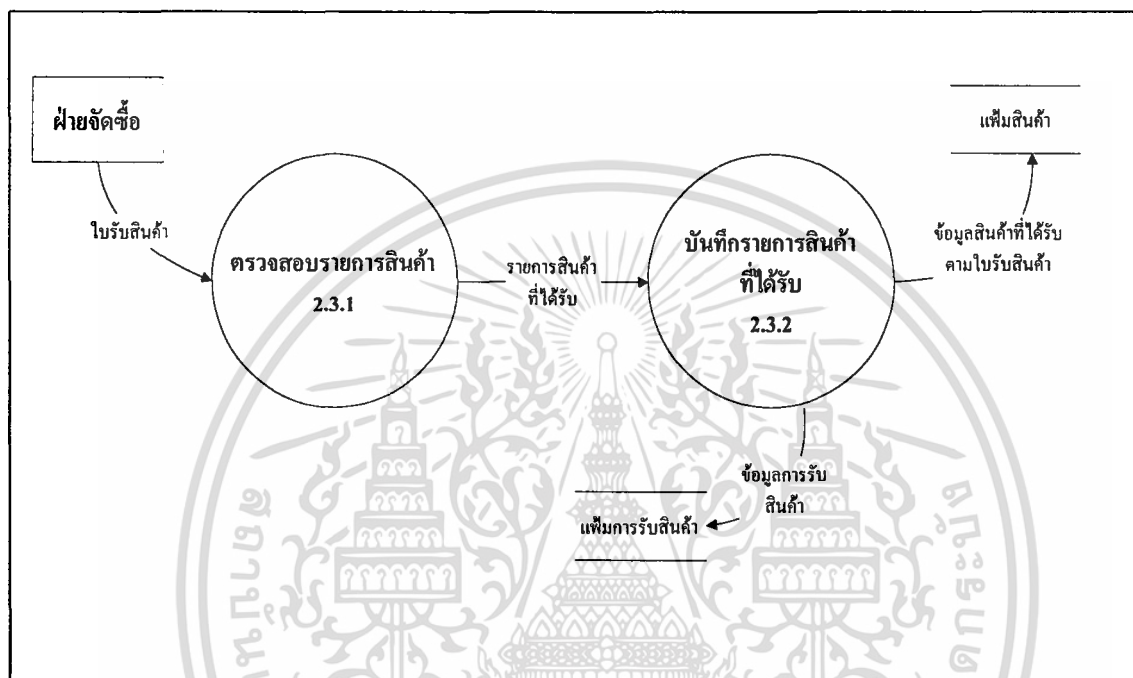 ฝ่ายจัดซื้อ
แฟ้มสินค้า
ใบรับสินค้า
ตรวจสอบรายการสินค้า
2.3.1
รายการสินค้า
ที่ได้รับ
บันทึกรายการสินค้า
ที่ได้รับ
2.3.2
ข้อมูลสินค้าที่ได้รับ
ตามใบรับสินค้า
ข้อมูลการรับ
สินค้า
แฟ้มการรับสินค้า